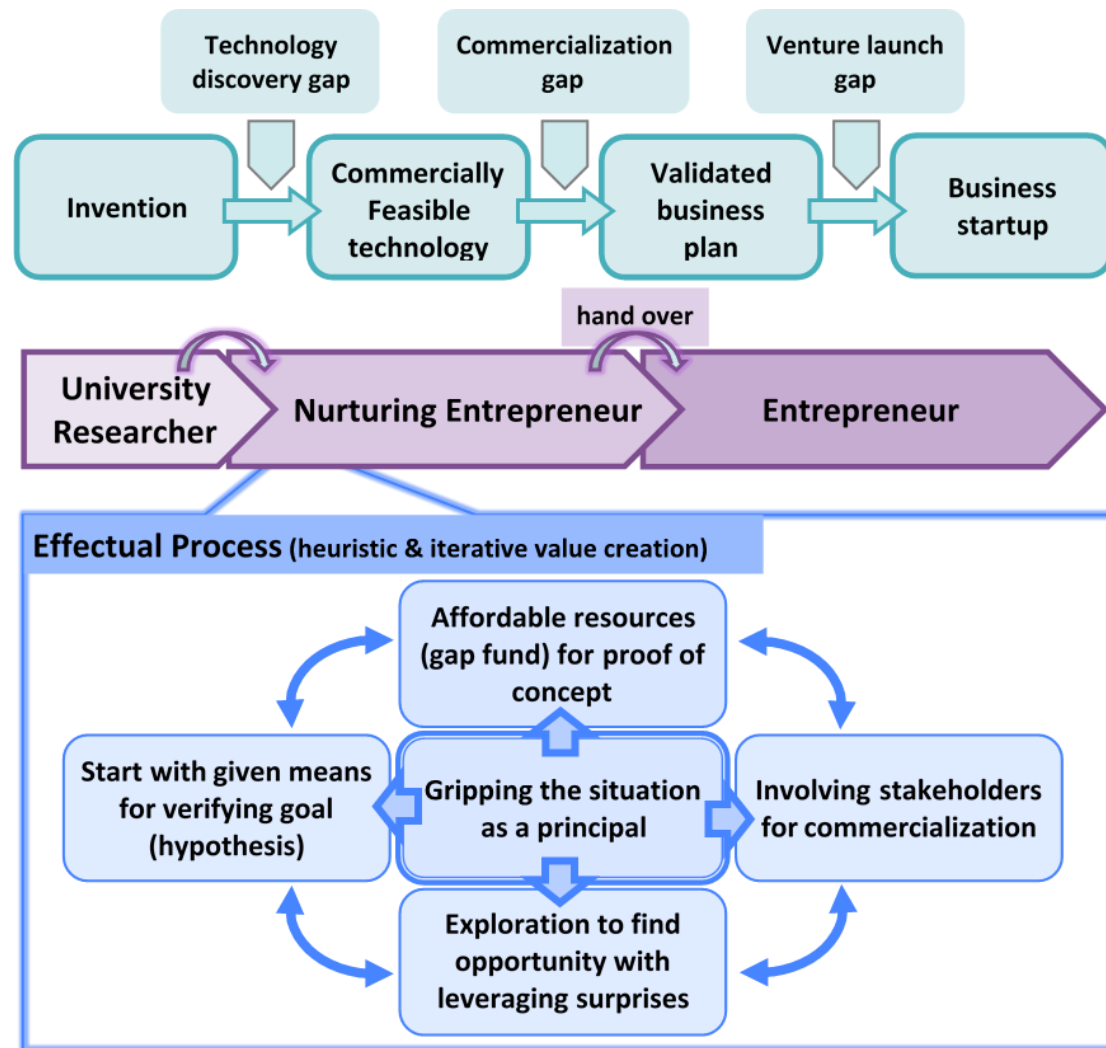 Technology
discovery gap
Commercialization
gap
Venture launch
gap
Invention
Commercially
Feasible
technology
Validated
business
plan
Business
startup
hand over
University
Researcher
Nurturing Entrepreneur
Entrepreneur
Effectual Process (heuristic & iterative value creation)
Affordable resources
(gap fund) for proof of
concept
Start with given means
for verifying goal
(hypothesis)
Gripping the situation
as a principal
Involving stakeholders
for commercialization
Exploration to find
opportunity with
leveraging surprises